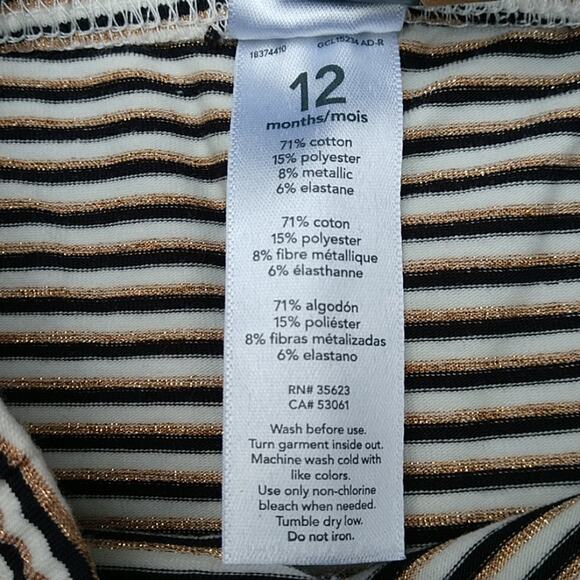 18374410 GCL15234 AD-R
12
months/mois
71% cotton
15% polyester
8% metallic
6% elastane
71% coton
15% polyester
8% fibre métallique
6% élasthanne
71% algodón
15% poliéster
8% fibras métalizadas
6% elastano
RN# 35623
CA# 53061
Wash before use.
Turn garment inside out.
Machine wash cold with
like colors.
Use only non-chlorine
bleach when needed.
Tumble dry low.
Do not iron.